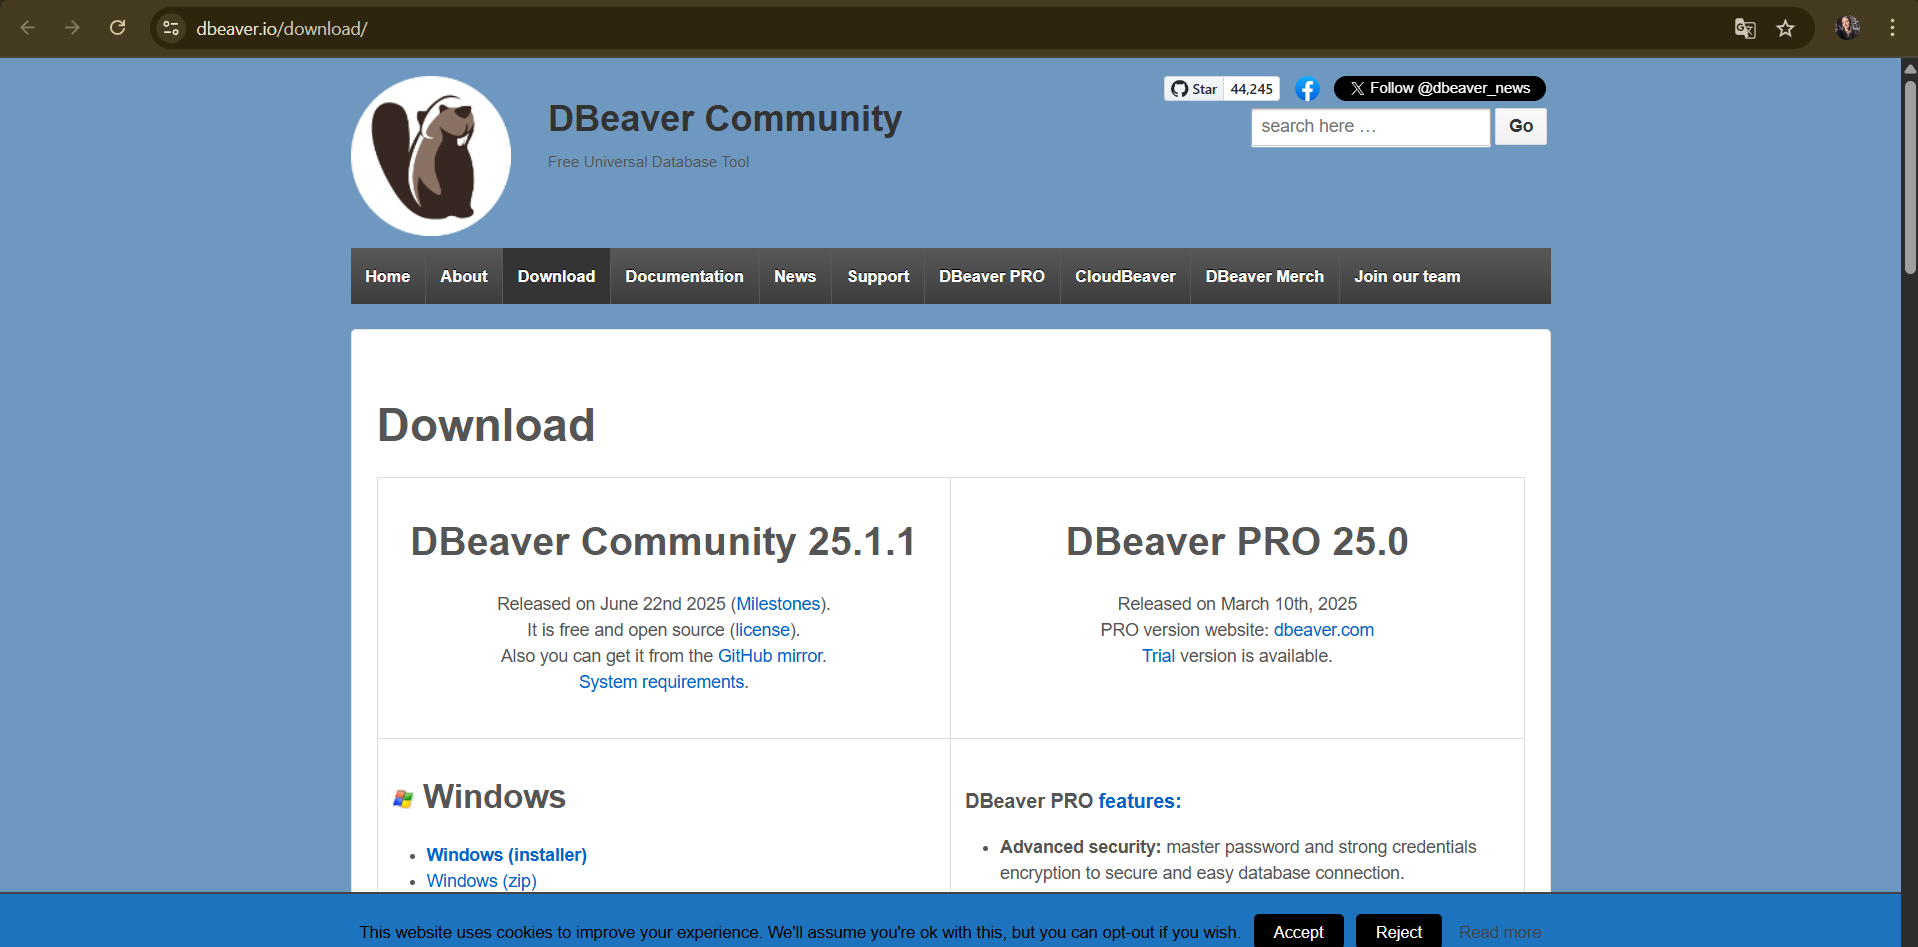 dbeaver.io/download/
DBeaver Community
Free Universal Database Tool
Star 44,245
Follow @dbeaver_news
search here …
Go
Home About Download Documentation News Support DBeaver PRO CloudBeaver DBeaver Merch Join our team
Download
DBeaver Community 25.1.1
Released on June 22nd 2025 (Milestones).
It is free and open source (license).
Also you can get it from the GitHub mirror.
System requirements.
DBeaver PRO 25.0
Released on March 10th, 2025
PRO version website: dbeaver.com
Trial version is available.
Windows
Windows (installer)
Windows (zip)
DBeaver PRO features:
Advanced security: master password and strong credentials
encryption to secure and easy database connection.
This website uses cookies to improve your experience. We'll assume you're ok with this, but you can opt-out if you wish. Accept Reject Read more